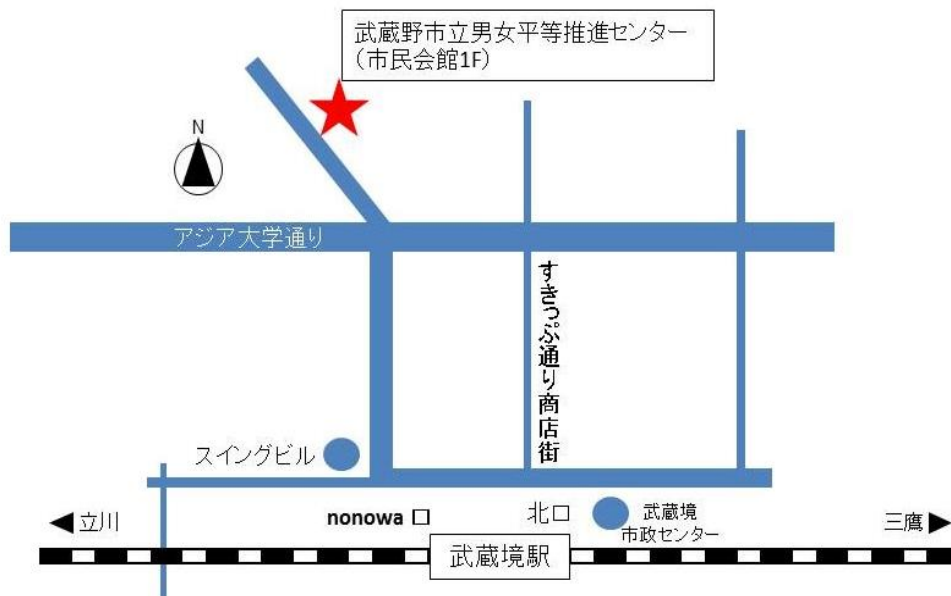 武蔵野市立男女平等推進センター
（市民会館1F）
N
アジア大学通り
すきっぷ通り商店街
スイングビル
nonowa
北口
武蔵境
市政センター
立川
三鷹
武蔵境駅